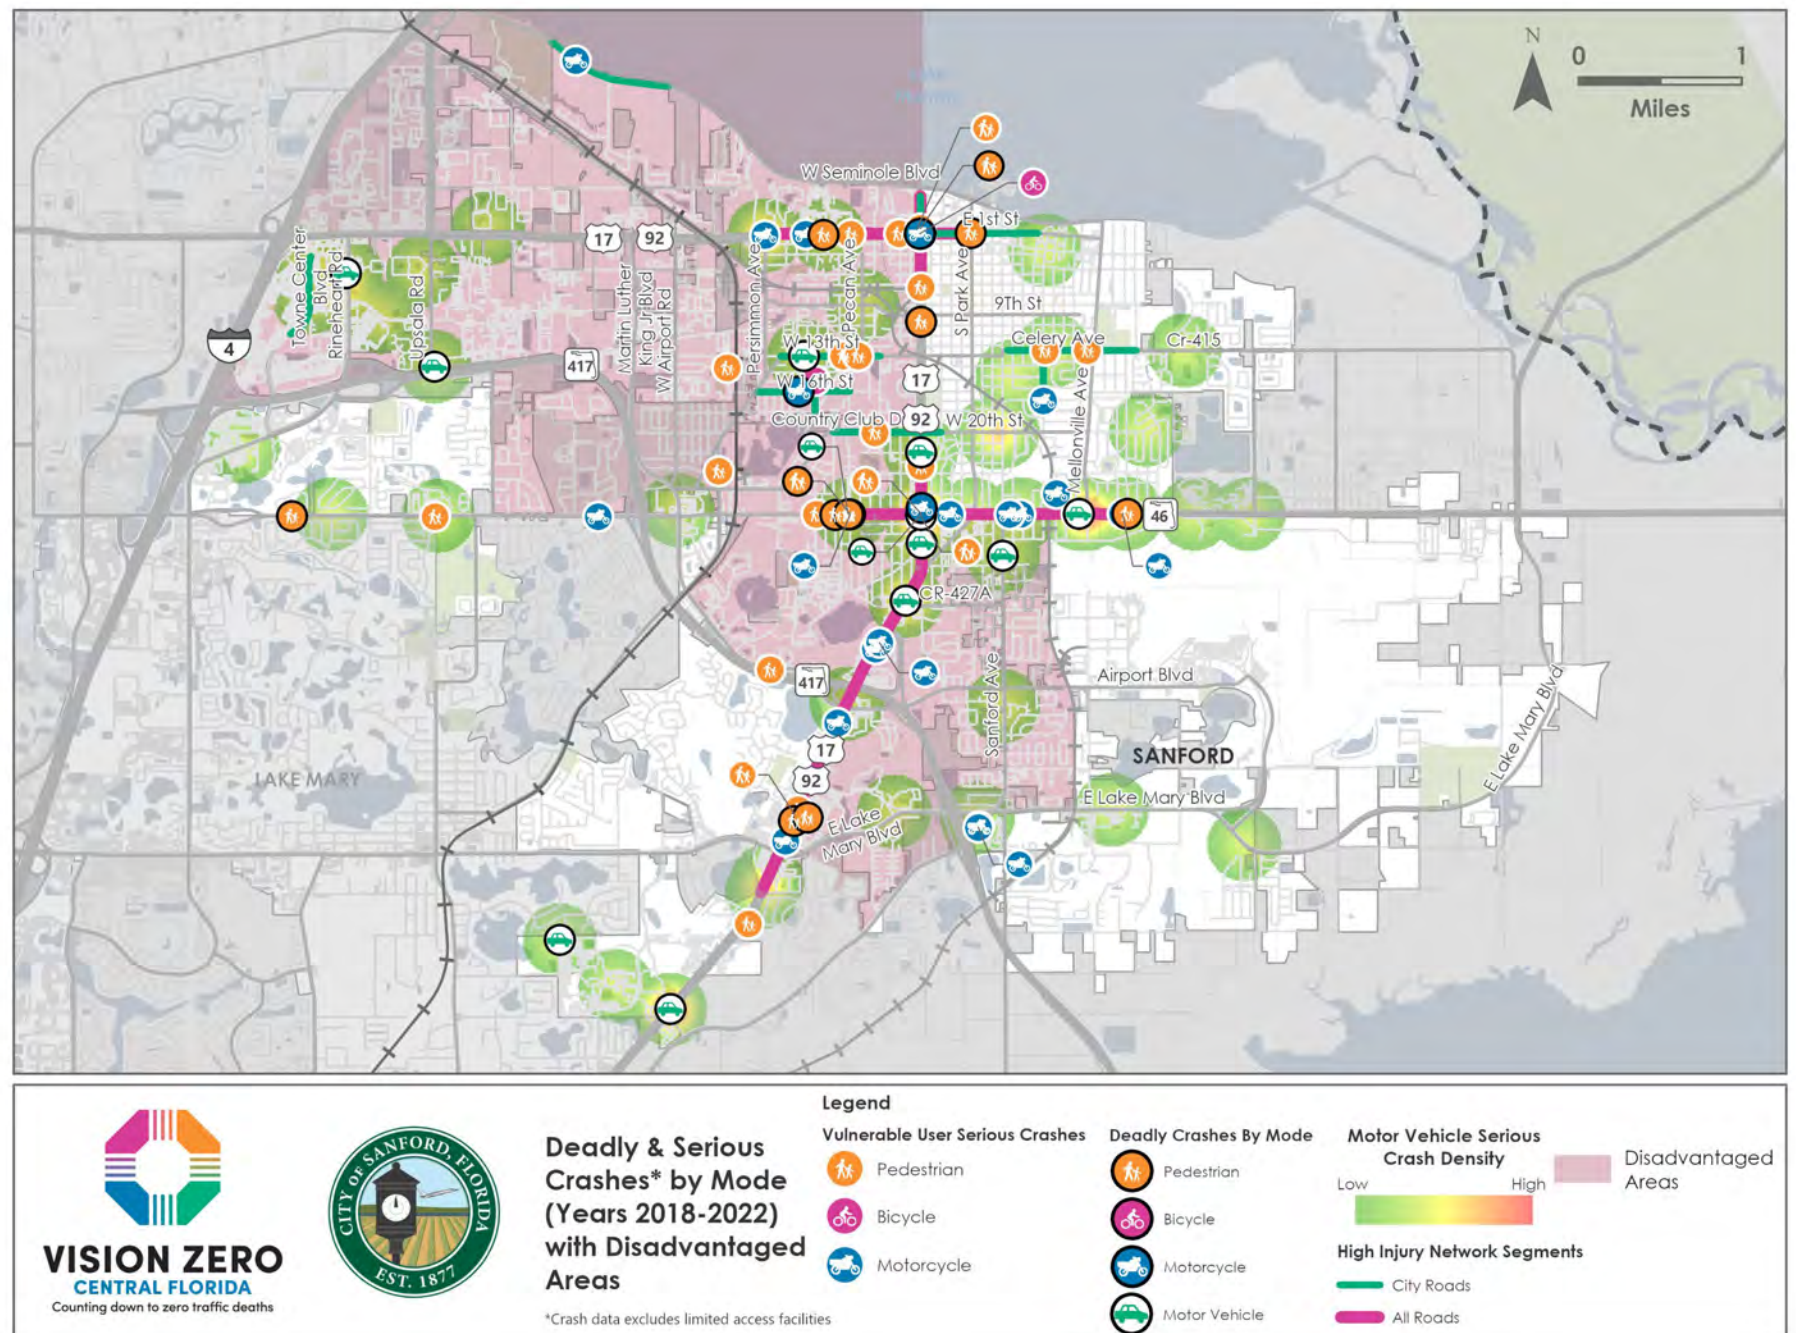 N
0 1
Miles
W Seminole Blvd
E 1st St
17
92
Towne Center
Blvd
Rinehart Rd
Upsala Rd
Martin Luther
King Jr Blvd
W Airport Rd
Persimmon Ave
Pecan Ave
S Park Ave
9Th St
4
417
W 13th St
Celery Ave
Cr-415
W 16th St
17
Country Club D
92
W 20th St
Mellonville Ave
46
CR-427A
Sanford Ave
417
Airport Blvd
17
SANFORD
LAKE MARY
92
E Lake Mary Blvd
E Lake Mary Blvd
E Lake
Mary Blvd
VISION ZERO
CENTRAL FLORIDA
Counting down to zero traffic deaths
CITY OF SANFORD, FLORIDA
EST. 1877
Deadly & Serious
Crashes* by Mode
(Years 2018-2022)
with Disadvantaged
Areas
*Crash data excludes limited access facilities
Legend
Vulnerable User Serious Crashes
Pedestrian
Bicycle
Motorcycle
Deadly Crashes By Mode
Pedestrian
Bicycle
Motorcycle
Motor Vehicle
Motor Vehicle Serious
Crash Density
Low High
High Injury Network Segments
City Roads
All Roads
Disadvantaged
Areas